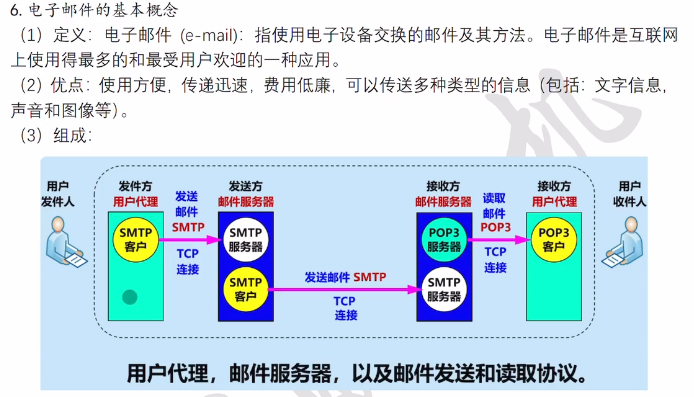 6. 电子邮件的基本概念
（1）定义：电子邮件 (e-mail)：指使用电子设备交换的邮件及其方法。电子邮件是互联网
上使用得最多的和最受用户欢迎的一种应用。
（2）优点：使用方便，传递迅速，费用低廉，可以传送多种类型的信息（包括：文字信息，
声音和图像等）。
（3）组成：
用户
发件人
发件方
用户代理
发送
邮件
SMTP
发送方
邮件服务器
接收方
邮件服务器
读取
邮件
POP3
接收方
用户代理
用户
收件人
SMTP
客户
TCP
连接
SMTP
服务器
POP3
服务器
TCP
连接
POP3
客户
SMTP
客户
发送邮件 SMTP
TCP
连接
SMTP
服务器
用户代理，邮件服务器，以及邮件发送和读取协议。